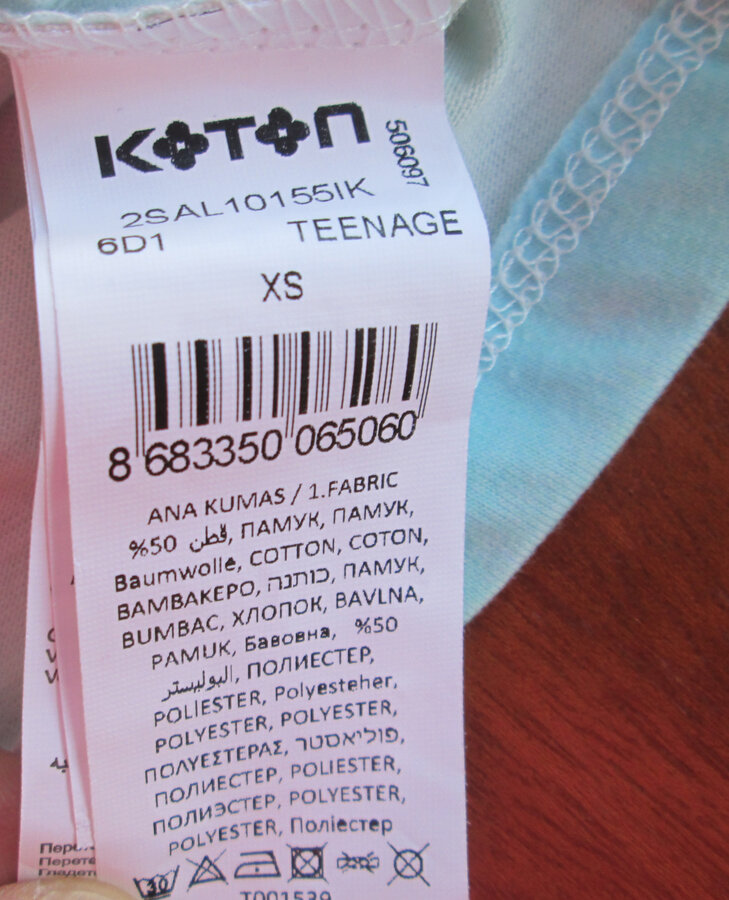 KOTON
506097
2SAL10155IK
6D1 TEENAGE
XS
8 683350 065060
ANA KUMAS / 1.FABRIC
%50 قطن, ПАМУК, ПАМУК,
Baumwolle, COTTON, COTON,
ΒΑΜΒΑΚΕΡΟ, כותנה, ПАМУК,
BUMBAC, ХЛОПОК, BAVLNA,
PAMUK, Бавовна, %50
البوليستر, ПОЛИЕСТЕР,
POLIESTER, Polyesteher,
POLYESTER, POLYESTER,
ΠΟΛΥΕΣΤΕΡΑΣ, פוליאסטר,
ПОЛИЕСТЕР, POLIESTER,
ПОЛИЭСТЕР, POLYESTER,
POLYESTER, Поліестер
30
T001539